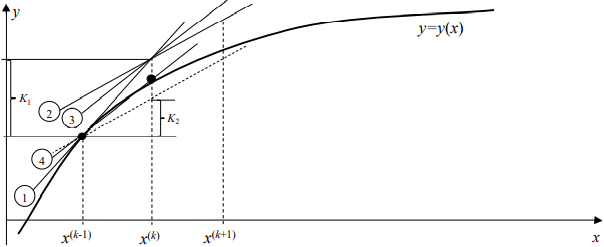 y
y=y(x)
K₁
2
3
K₂
4
1
x
x⁽ᵏ⁻¹⁾
x⁽ᵏ⁾
x⁽ᵏ⁺¹⁾